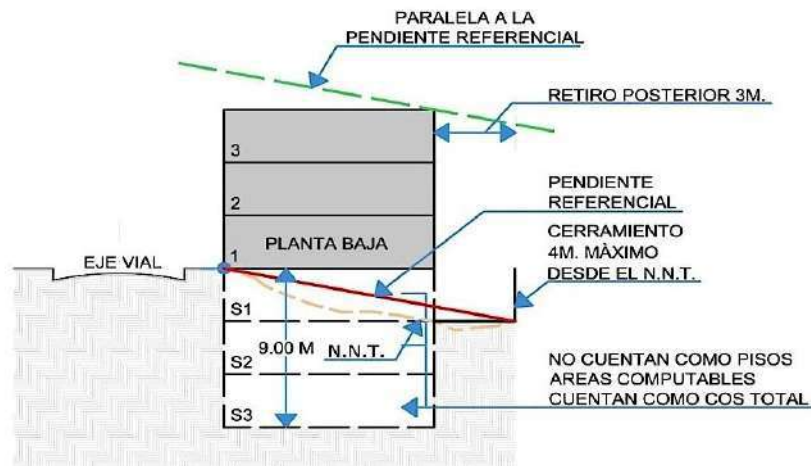 PARALELA A LA
PENDIENTE REFERENCIAL
RETIRO POSTERIOR 3M.
3
2
1
PLANTA BAJA
PENDIENTE
REFERENCIAL
CERRAMIENTO
4M. MÀXIMO
DESDE EL N.N.T.
EJE VIAL
S1
9.00 M
N.N.T.
S2
S3
NO CUENTAN COMO PISOS
AREAS COMPUTABLES
CUENTAN COMO COS TOTAL